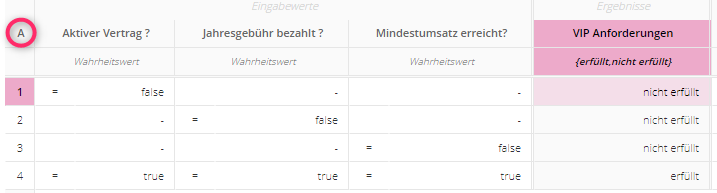 Eingabewerte Ergebnisse
A Aktiver Vertrag ? Jahresgebühr bezahlt ? Mindestumsatz erreicht? VIP Anforderungen
Wahrheitswert Wahrheitswert Wahrheitswert {erfüllt,nicht erfüllt}
1 = false - - nicht erfüllt
2 - = false - nicht erfüllt
3 - - = false nicht erfüllt
4 = true = true = true erfüllt